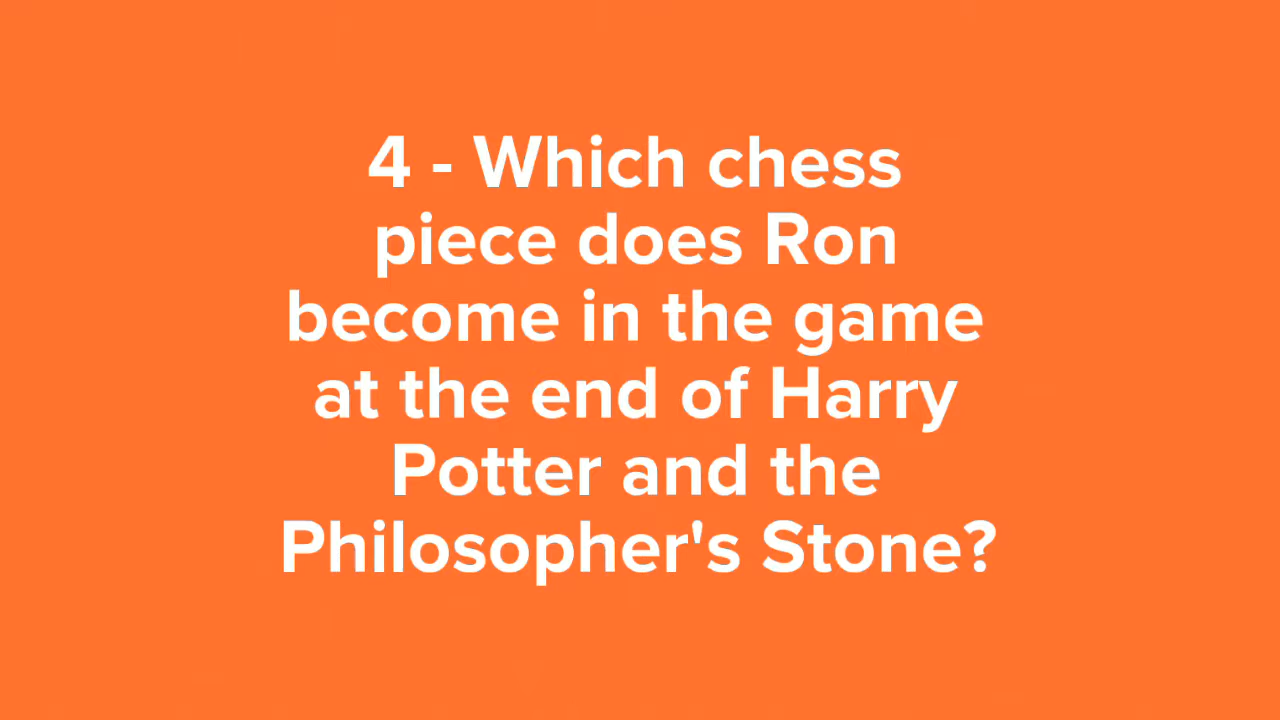 4 - Which chess
piece does Ron
become in the game
at the end of Harry
Potter and the
Philosopher's Stone?